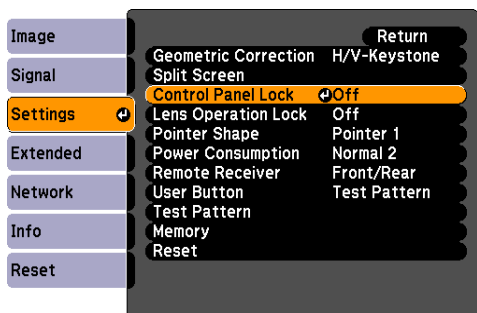 Image
Signal
Settings
Extended
Network
Info
Reset
Return
Geometric Correction H/V-Keystone
Split Screen
Control Panel Lock Off
Lens Operation Lock Off
Pointer Shape Pointer 1
Power Consumption Normal 2
Remote Receiver Front/Rear
User Button Test Pattern
Test Pattern
Memory
Reset